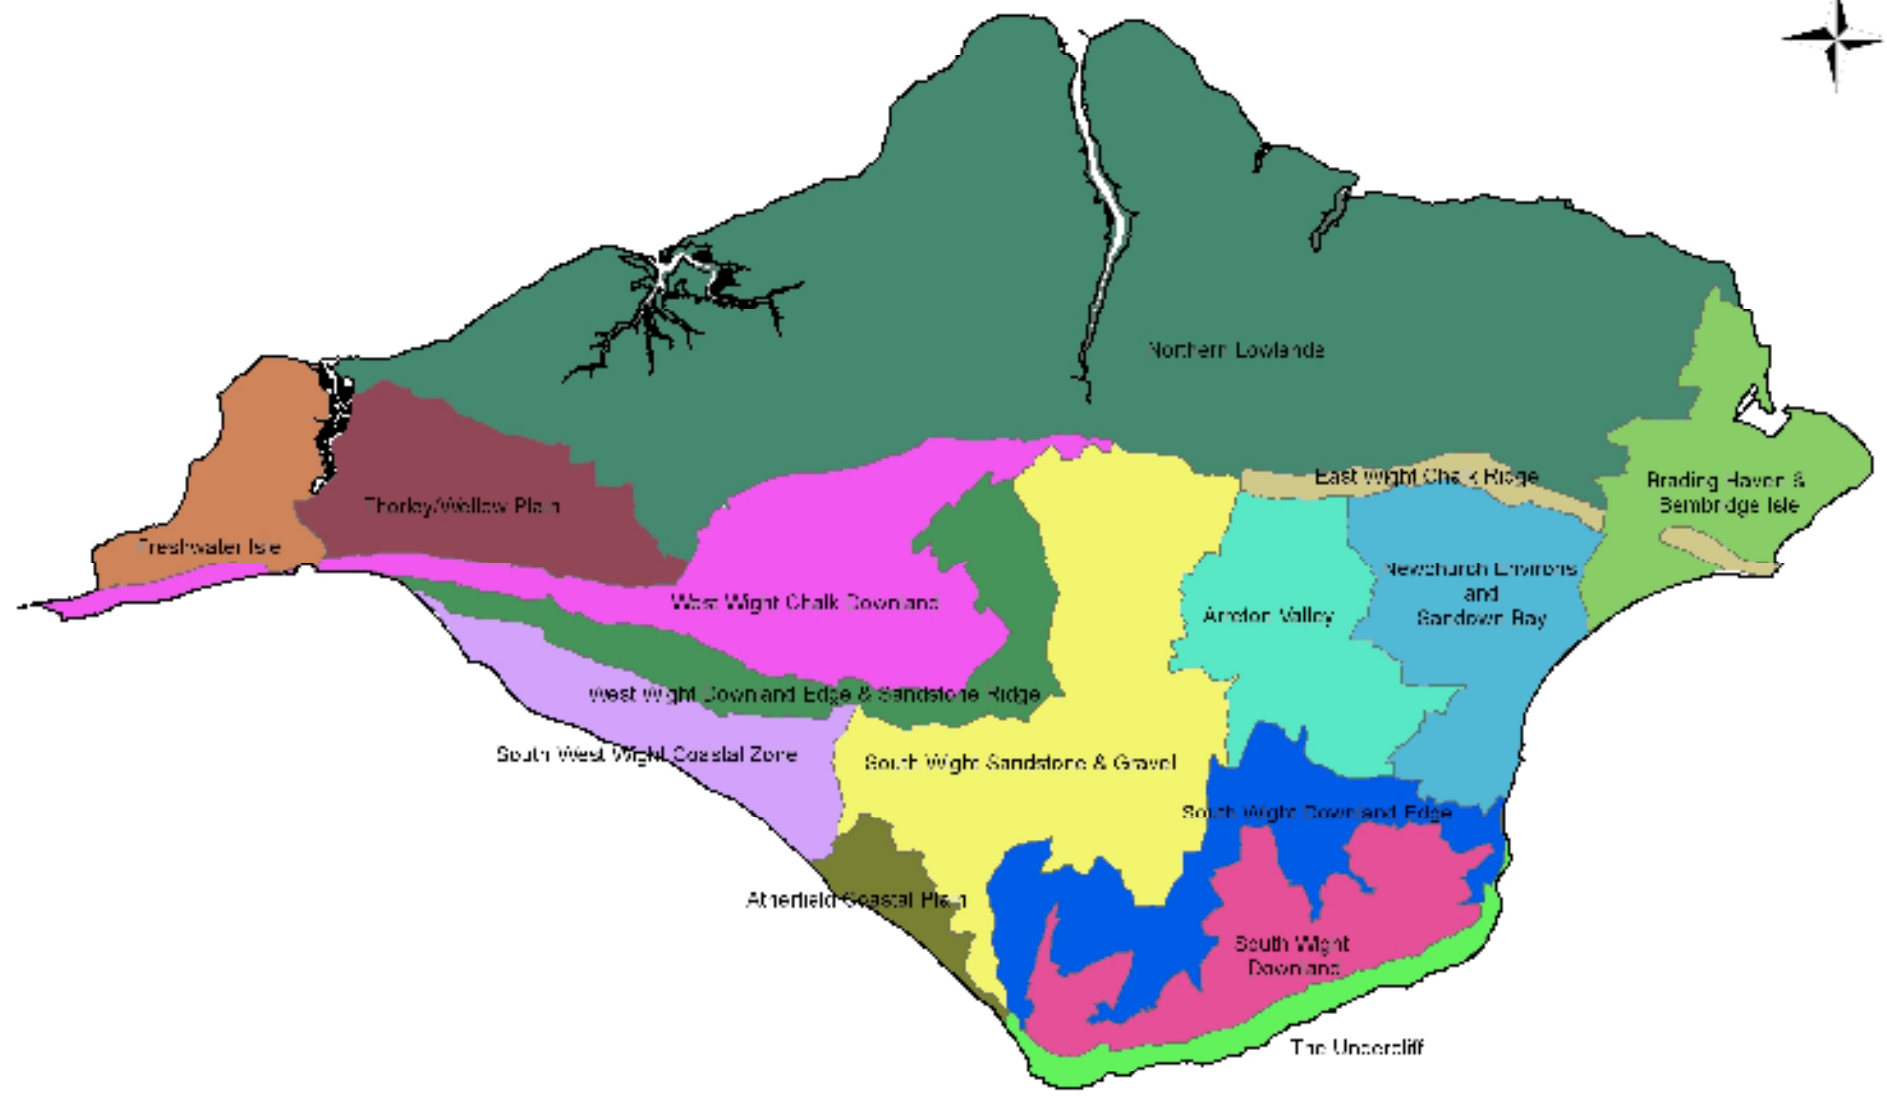 Northern Lowlands
East Wight Chalk Ridge
Brading Haven &
Bembridge Isle
Thorley/Wellow Plain
Freshwater Isle
Newchurch Environs
and
Sandown Bay
West Wight Chalk Downland
Arreton Valley
West Wight Downland Edge & Sandstone Ridge
South West Wight Coastal Zone
South Wight Sandstone & Gravel
South Wight Downland Edge
Atherfield Coastal Plain
South Wight
Downland
The Undercliff